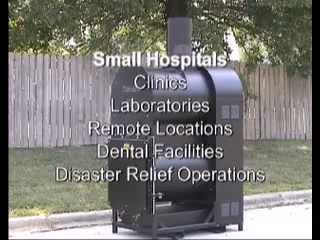 Small Hospitals
Clinics
Laboratories
Remote Locations
Dental Facilities
Disaster Relief Operations